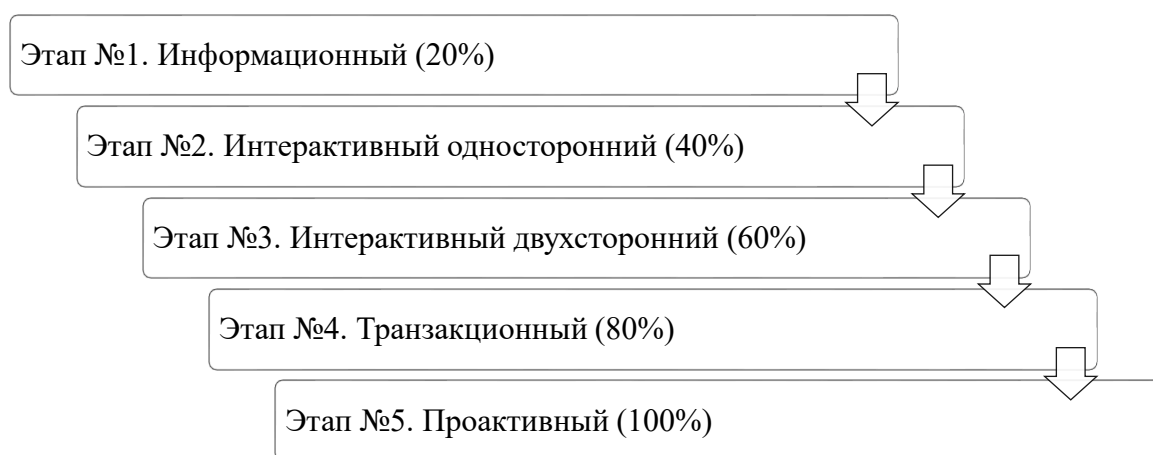 Этап №1. Информационный (20%)
Этап №2. Интерактивный односторонний (40%)
Этап №3. Интерактивный двухсторонний (60%)
Этап №4. Транзакционный (80%)
Этап №5. Проактивный (100%)